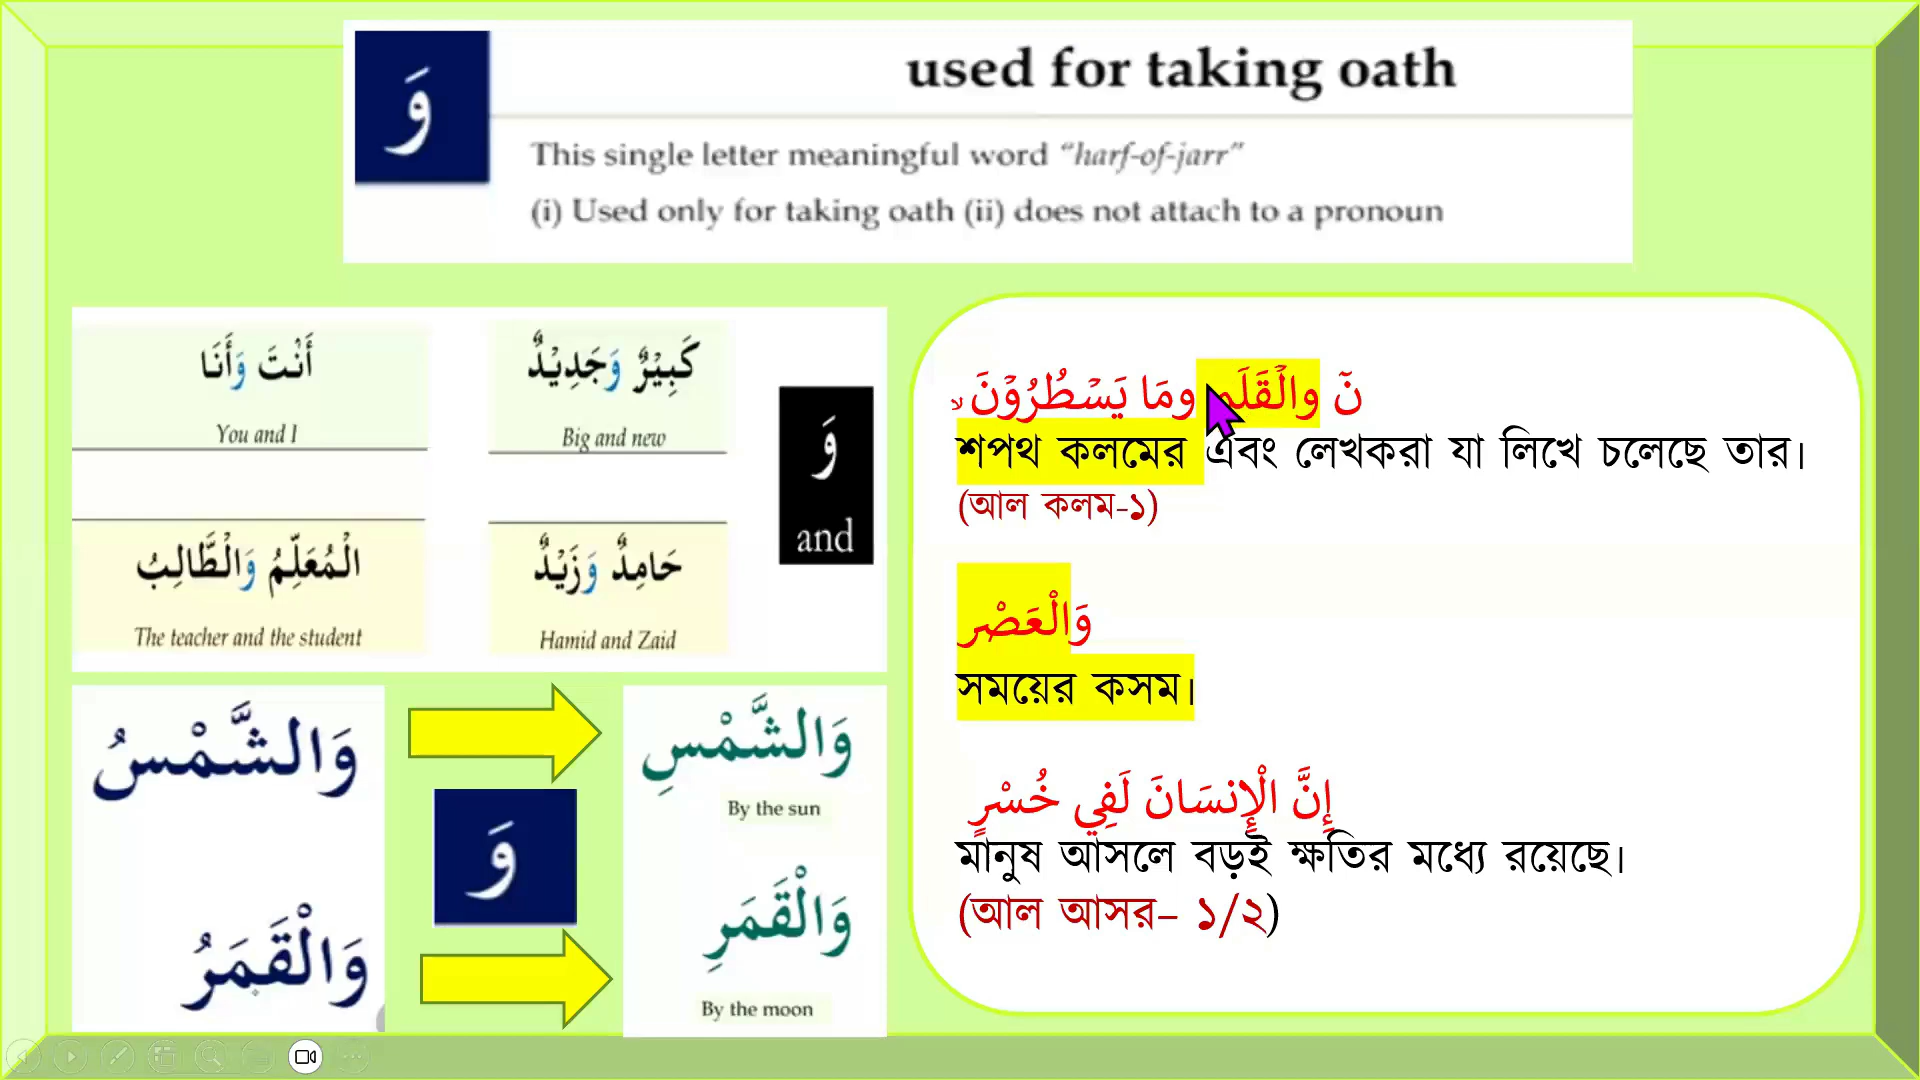 وَ
used for taking oath
This single letter meaningful word “harf-of-jarr”
(i) Used only for taking oath (ii) does not attach to a pronoun
أَنْتَ وَأَنَا
You and I
كَبِيْرٌ وَجَدِيْدٌ
Big and new
وَ
and
الْمُعَلِّمُ وَالْطَّالِبُ
The teacher and the student
حَامِدٌ وَزَيْدٌ
Hamid and Zaid
وَالشَّمْسُ
وَالشَّمْسِ
By the sun
وَ
وَالْقَمَرُ
وَالْقَمَرِ
By the moon
نٓ والْقَلَمِ ومَا يَسْطُرُوْنَ ۙ
শপথ কলমের এবং লেখকরা যা লিখে চলেছে তার।
(আল কলম-১)
وَالْعَصْرِ
সময়ের কসম।
إِنَّ الْإِنسَانَ لَفِي خُسْرٍ
মানুষ আসলে বড়ই ক্ষতির মধ্যে রয়েছে।
(আল আসর– ১/২)